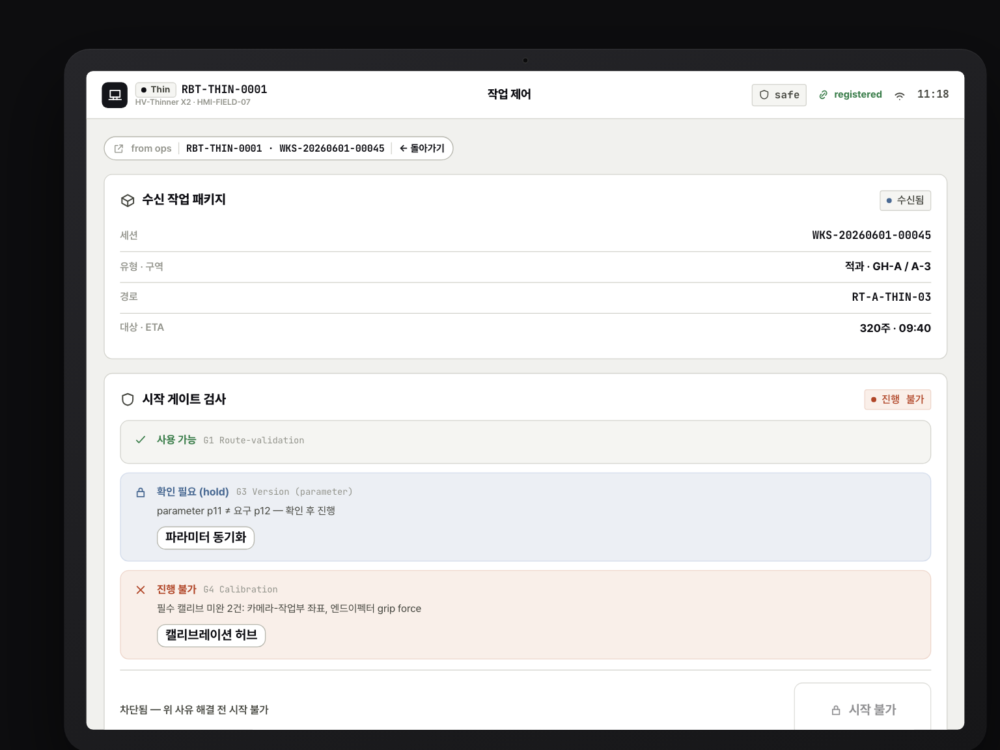 Thin RBT-THIN-0001
HV-Thinner X2 · HMI-FIELD-07
작업 제어
safe
registered
11:18
from ops RBT-THIN-0001 · WKS-20260601-00045 ← 돌아가기
수신 작업 패키지
수신됨
세션 WKS-20260601-00045
유형 · 구역 적과 · GH-A / A-3
경로 RT-A-THIN-03
대상 · ETA 320주 · 09:40
시작 게이트 검사
진행 불가
사용 가능 G1 Route-validation
확인 필요 (hold) G3 Version (parameter)
parameter p11 ≠ 요구 p12 — 확인 후 진행
파라미터 동기화
진행 불가 G4 Calibration
필수 캘리브 미완 2건: 카메라-작업부 좌표, 엔드이펙터 grip force
캘리브레이션 허브
차단됨 — 위 사유 해결 전 시작 불가
시작 불가